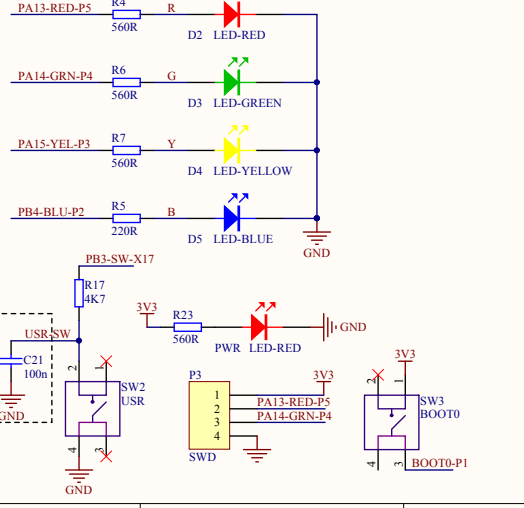 R4
PA13-RED-P5
R
560R
D2 LED-RED
R6
PA14-GRN-P4
G
560R
D3 LED-GREEN
R7
PA15-YEL-P3
Y
560R
D4 LED-YELLOW
R5
PB4-BLU-P2
B
220R
D5 LED-BLUE
GND
PB3-SW-X17
R17
4K7
3V3
R23
560R
PWR LED-RED
GND
USR-SW
C21
100n
GND
2
1
SW2
USR
4
3
GND
P3
3V3
1
2
PA13-RED-P5
3
PA14-GRN-P4
4
SWD
3V3
2
1
SW3
BOOT0
4
3
BOOT0-P1